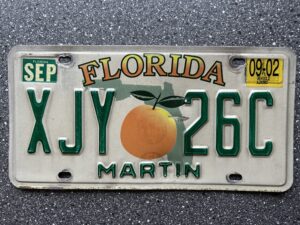 SEP
FLORIDA
09-02
XJY 26C
MARTIN